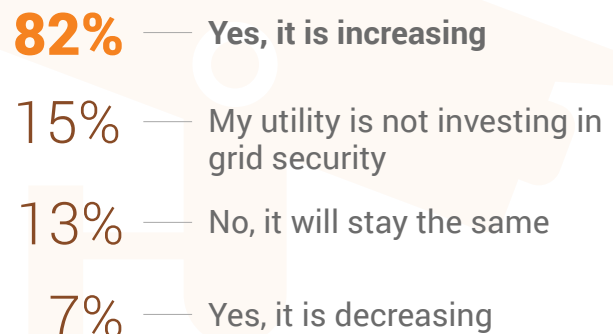 82% Yes, it is increasing
15% My utility is not investing in
grid security
13% No, it will stay the same
7% Yes, it is decreasing